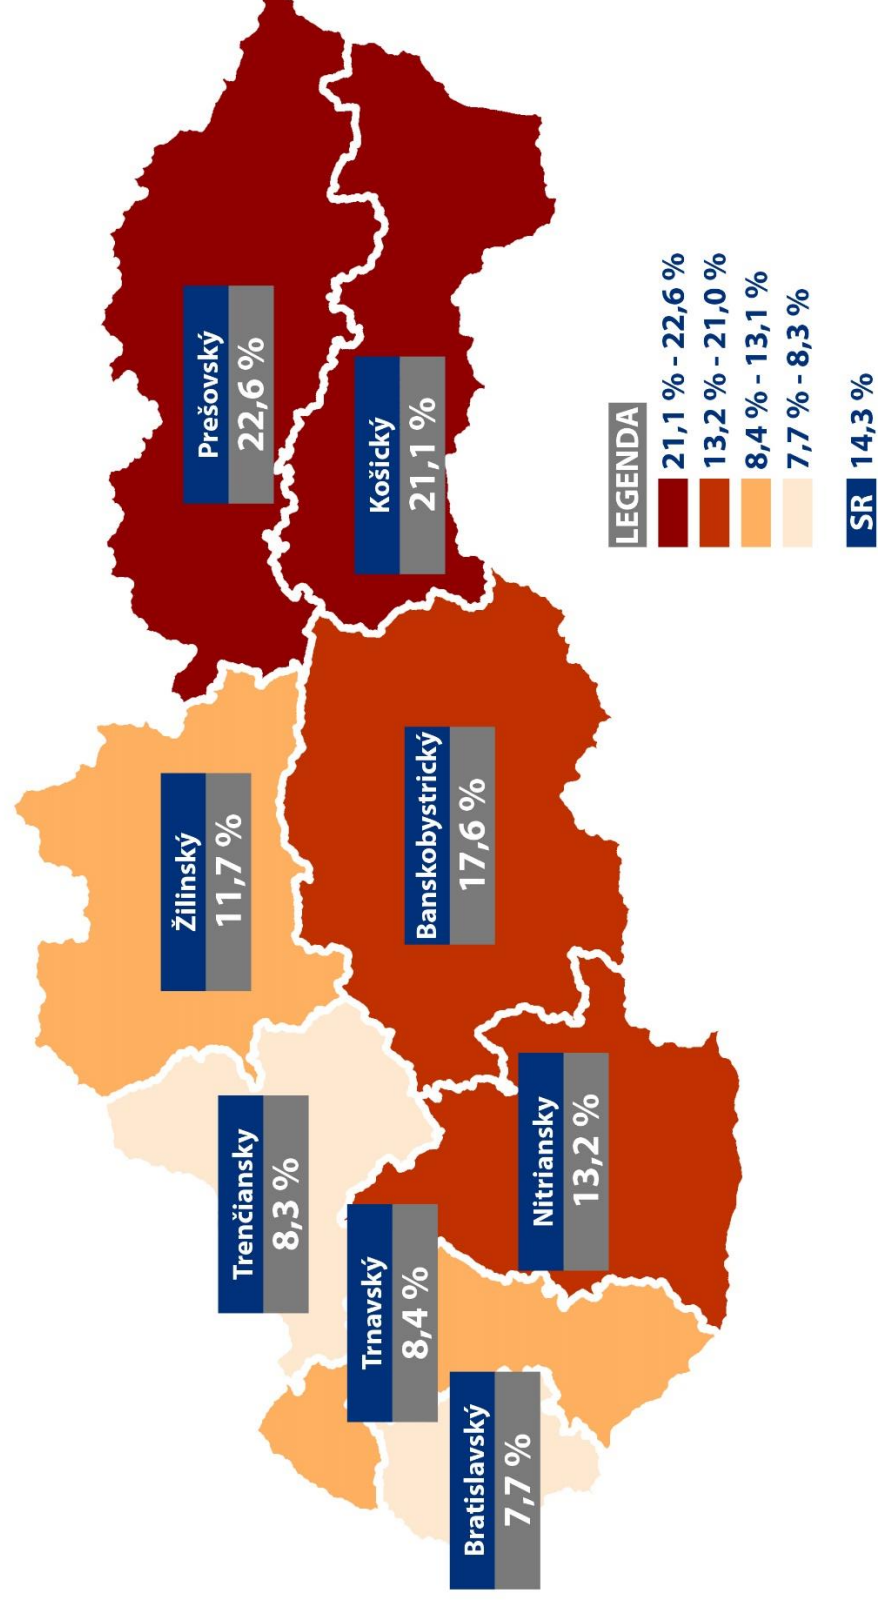 Žilinský
11,7 %
Prešovský
22,6 %
Trenčiansky
8,3 %
Trnavský
8,4 %
Košický
21,1 %
Banskobystrický
17,6 %
Bratislavský
7,7 %
Nitriansky
13,2 %
LEGENDA
21,1 % - 22,6 %
13,2 % - 21,0 %
8,4 % - 13,1 %
7,7 % - 8,3 %
SR 14,3 %